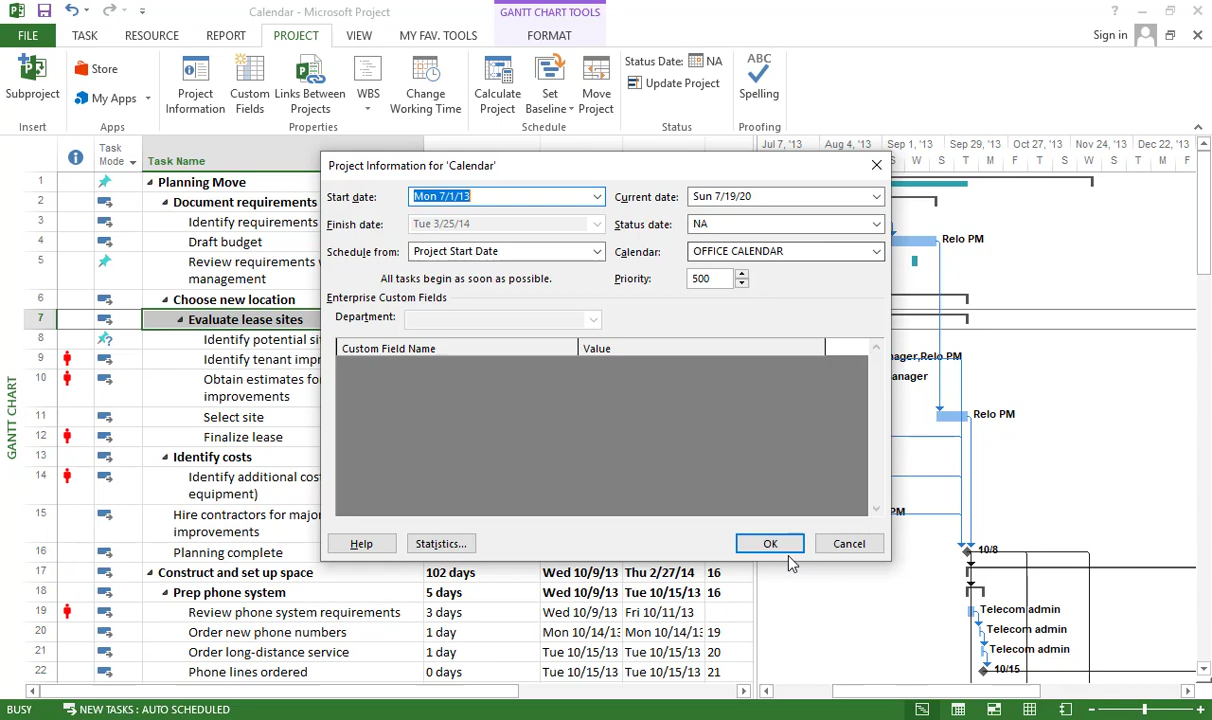 Calendar - Microsoft Project
GANTT CHART TOOLS
?
FILE
TASK
RESOURCE
REPORT
PROJECT
VIEW
MY FAV. TOOLS
FORMAT
Sign in
Subproject
Insert
Store
My Apps
Apps
Project Information
Custom Fields
Links Between Projects
WBS
Change Working Time
Properties
Calculate Project
Set Baseline
Move Project
Schedule
Status Date:
NA
Update Project
Status
ABC
Spelling
Proofing
Task Mode
Task Name
Jul 7, '13
Aug 4, '13
Sep 1, '13
Sep 29, '13
Oct 27, '13
Nov 24, '13
Dec 22, '13
W S T M F T S W S T M F
1 Planning Move
2 Document requirements
3 Identify requirements
4 Draft budget
5 Review requirements
management
6 Choose new location
7 Evaluate lease sites
8 Identify potential
9 Identify tenant impr
10 Obtain estimates fo
improvements
11 Select site
12 Finalize lease
13 Identify costs
14 Identify additional cos
equipment)
15 Hire contractors for major
improvements
16 Planning complete
17 Construct and set up space 102 days Wed 10/9/13 Thu 2/27/14 16
18 Prep phone system 5 days Wed 10/9/13 Tue 10/15/13 16
19 Review phone system requirements 3 days Wed 10/9/13 Fri 10/11/13
20 Order new phone numbers 1 day Mon 10/14/13 Mon 10/14/13 19
21 Order long-distance service 1 day Tue 10/15/13 Tue 10/15/13 20
22 Phone lines ordered 0 days Tue 10/15/13 Tue 10/15/13 21
GANTT CHART
Project Information for 'Calendar'
Start date: Mon 7/1/13
Current date: Sun 7/19/20
Finish date: Tue 3/25/14
Status date: NA
Schedule from: Project Start Date
Calendar: OFFICE CALENDAR
All tasks begin as soon as possible.
Priority: 500
Enterprise Custom Fields
Department:
Custom Field Name
Value
Help
Statistics...
OK
Cancel
Relo PM
ager,Relo PM
anager
Relo PM
PM
10/8
Telecom admin
Telecom admin
Telecom admin
10/15
BUSY
NEW TASKS : AUTO SCHEDULED